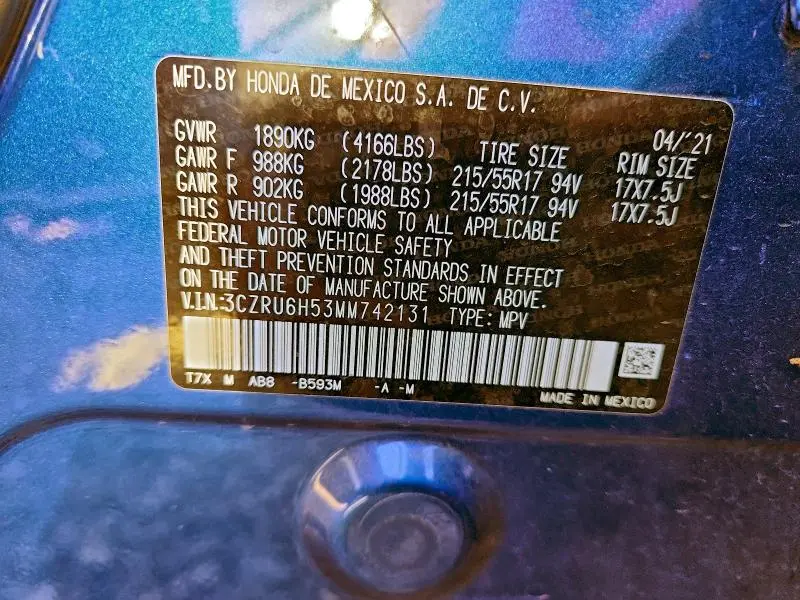 MFD.BY HONDA DE MEXICO S.A. DE C.V.
04/'21
GVWR 1890KG (4166LBS) TIRE SIZE RIM SIZE
GAWR F 988KG (2178LBS) 215/55R17 94V 17X7.5J
GAWR R 902KG (1988LBS) 215/55R17 94V 17X7.5J
THIS VEHICLE CONFORMS TO ALL APPLICABLE
FEDERAL MOTOR VEHICLE SAFETY
AND THEFT PREVENTION STANDARDS IN EFFECT
ON THE DATE OF MANUFACTURE SHOWN ABOVE.
V.I.N:3CZRU6H53MM742131 TYPE: MPV
T7X M AB8 -B593M -A -M
MADE IN MEXICO